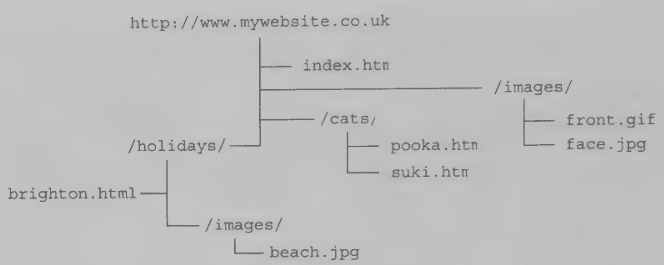 http://www.mywebsite.co.uk
index.htm
/images/
front.gif
/cats/
/holidays/
pooka.htm
face.jpg
suki.htm
brighton.html
/images/
beach.jpg